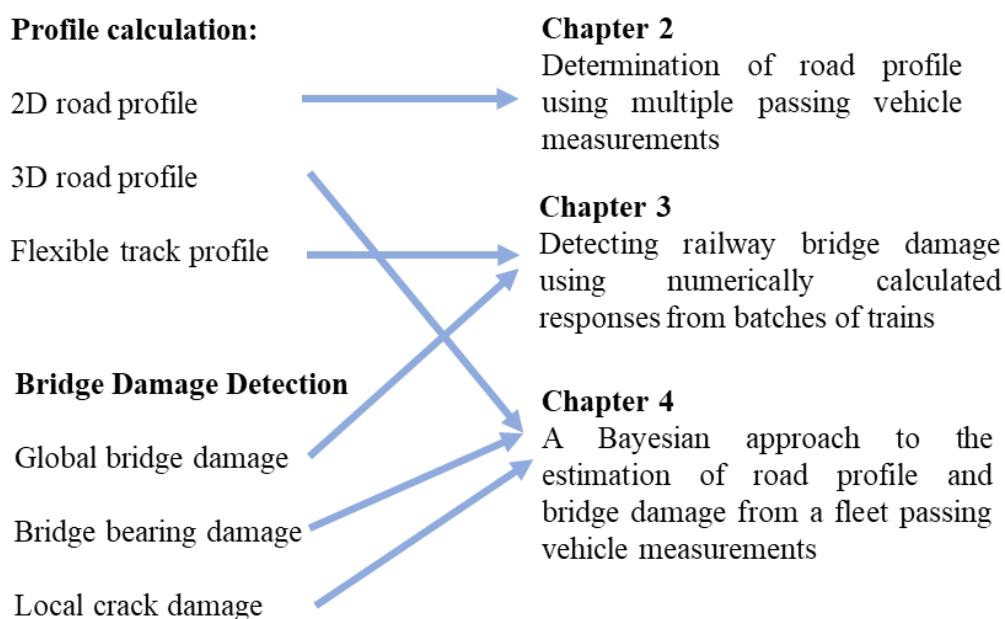 Profile calculation:
2D road profile
3D road profile
Flexible track profile
Bridge Damage Detection
Global bridge damage
Bridge bearing damage
Local crack damage
Chapter 2
Determination of road profile
using multiple passing vehicle
measurements
Chapter 3
Detecting railway bridge damage
using numerically calculated
responses from batches of trains
Chapter 4
A Bayesian approach to the
estimation of road profile and
bridge damage from a fleet passing
vehicle measurements